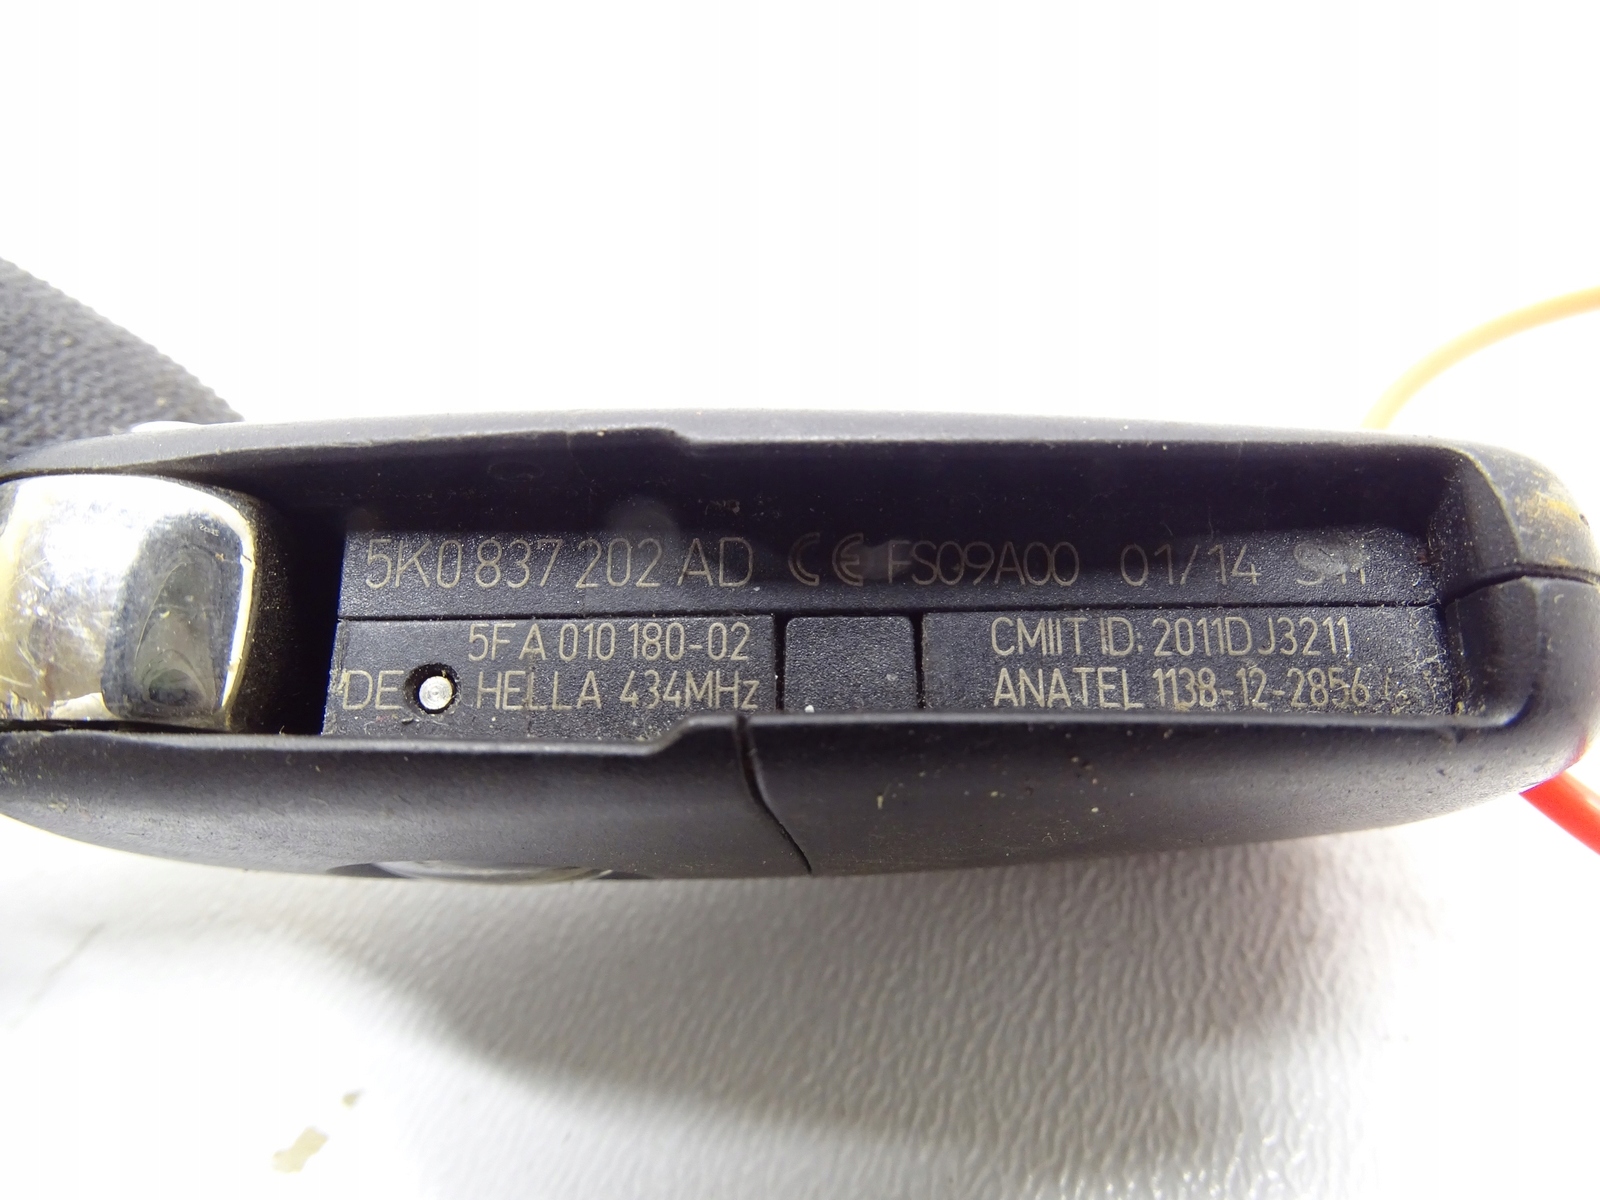 5K0 837 202 AD CE FS09A00 01/14
5FA 010 180-02
DE HELLA 434MHz
CMIIT ID: 2011DJ3211
ANATEL 1138-12-2856